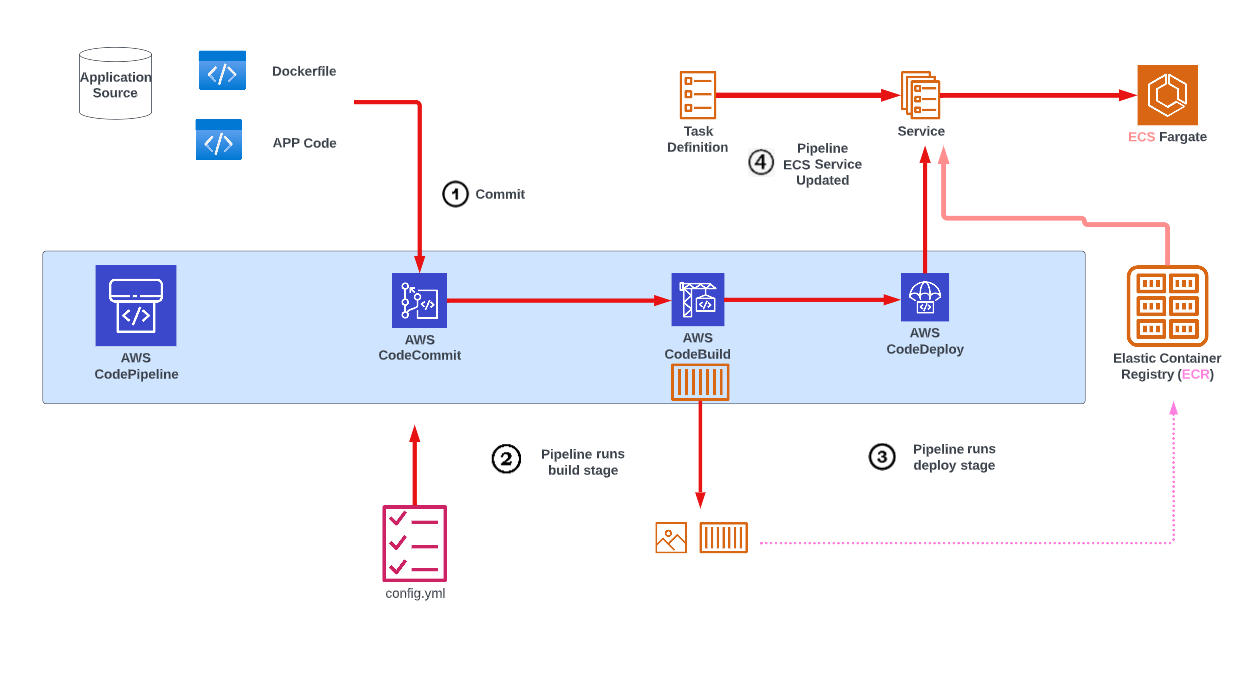 Application
Source
Dockerfile
APP Code
1
Commit
Task
Definition
Service
ECS Fargate
4
Pipeline
ECS Service
Updated
AWS
CodePipeline
AWS
CodeCommit
AWS
CodeBuild
AWS
CodeDeploy
Elastic Container
Registry (ECR)
2
Pipeline runs
build stage
3
Pipeline runs
deploy stage
config.yml